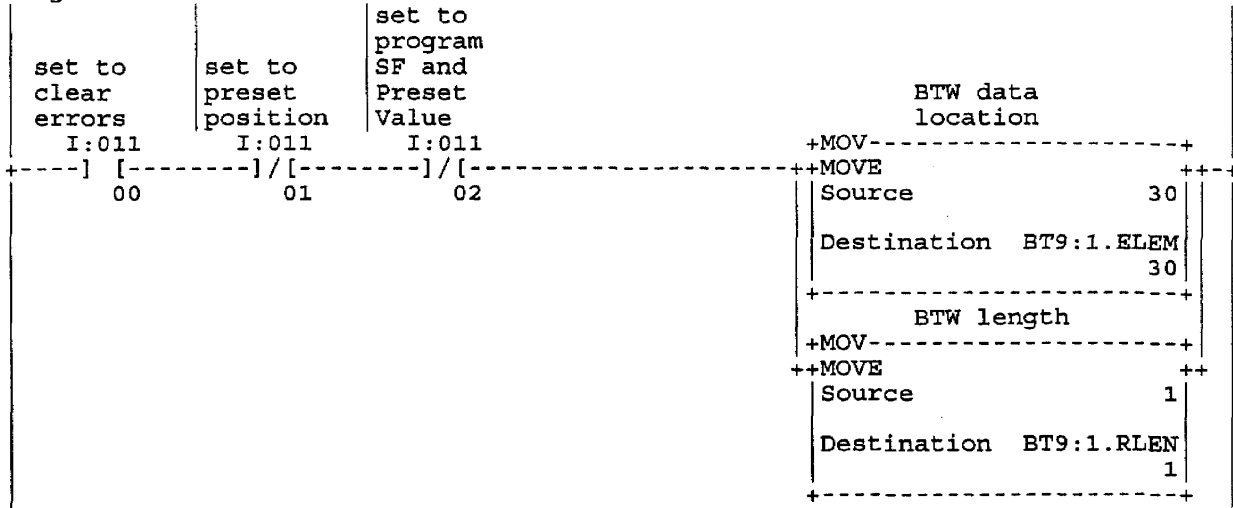 set to
program
set to set to SF and
clear preset Preset BTW data
errors position Value location
I:011 I:011 I:011 +MOV-------------------+
+----] [--------]/[--------]/[--------------------++MOVE ++-+
00 01 02 Source 30
Destination BT9:1.ELEM
30
+----------------------+
BTW length
+MOV-------------------+
++MOVE ++
Source 1
Destination BT9:1.RLEN
1
+----------------------+